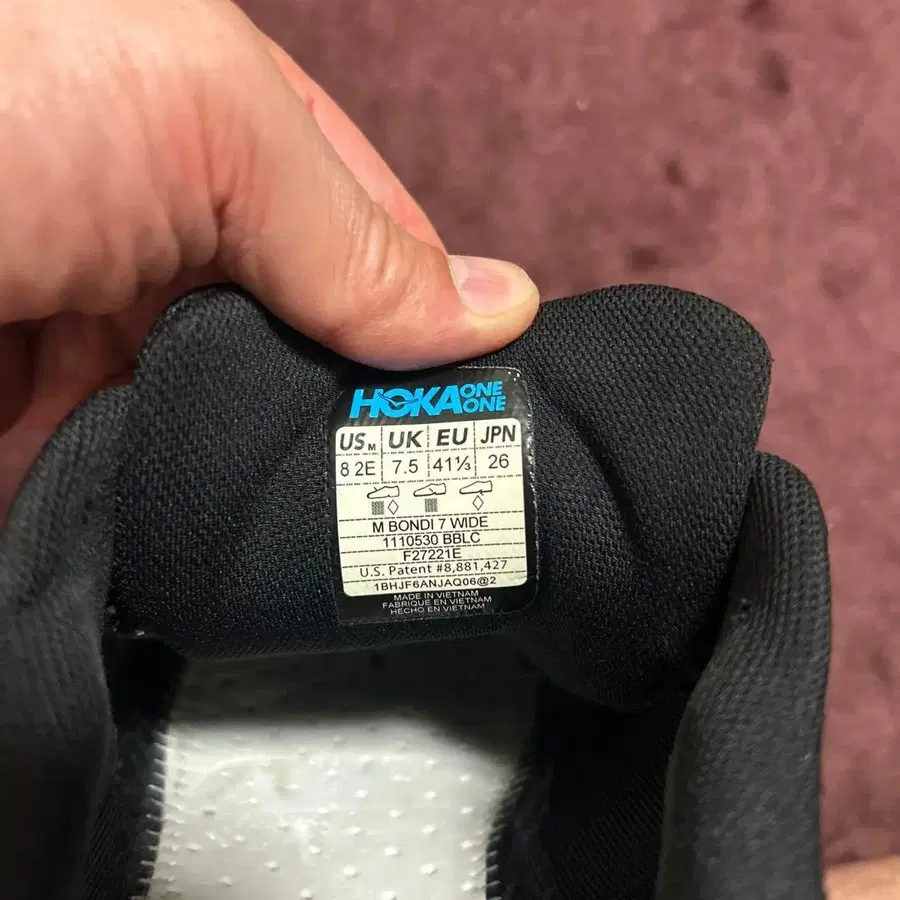 HOKA ONE ONE
US M UK EU JPN
8 2E 7.5 41⅓ 26
M BONDI 7 WIDE
1110530 BBLC
F27221E
U.S. Patent #8,881,427
1BHJF6ANJAQ06@2
MADE IN VIETNAM
FABRIQUE EN VIETNAM
HECHO EN VIETNAM